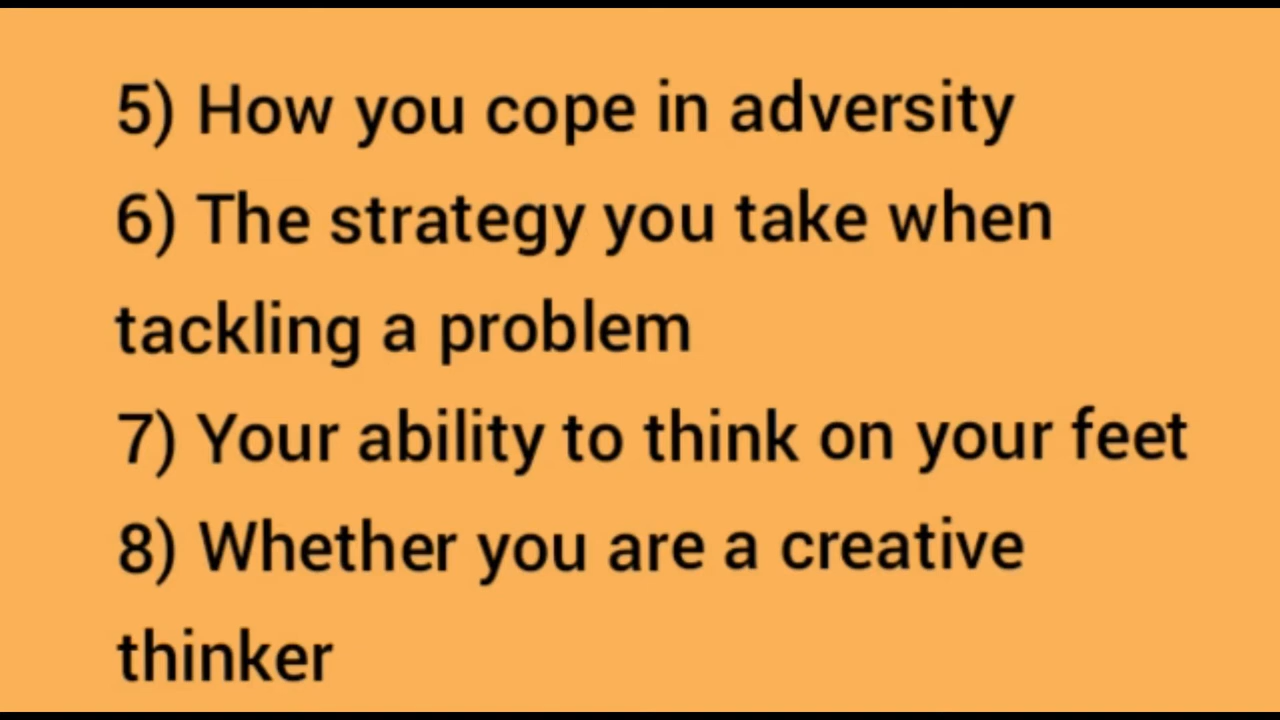 5) How you cope in adversity
6) The strategy you take when
tackling a problem
7) Your ability to think on your feet
8) Whether you are a creative
thinker